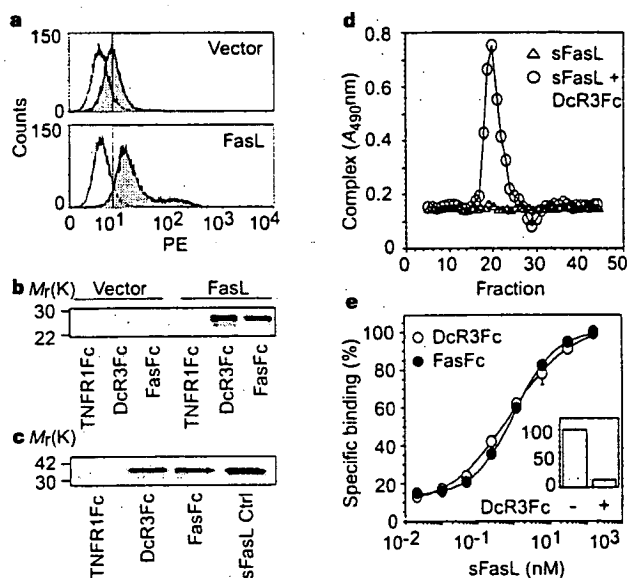 a
150
Vector
0
Counts
150
FasL
0
0 10¹ 10² 10³ 10⁴
PE
b Mr(K) Vector FasL
30
22
TNFR1Fc
DcR3Fc
FasFc
TNFR1Fc
DcR3Fc
FasFc
c Mr(K)
42
30
TNFR1Fc
DcR3Fc
FasFc
sFasL Ctrl
d
0.8
0.6
0.4
0.2
0
Complex (A490nm)
△ sFasL
○ sFasL +
DcR3Fc
0 20 40
Fraction
e
100
80
60
40
20
0
Specific binding (%)
○ DcR3Fc
● FasFc
100
50
0
DcR3Fc - +
10⁻² 10⁻¹ 10¹ 10³
sFasL (nM)